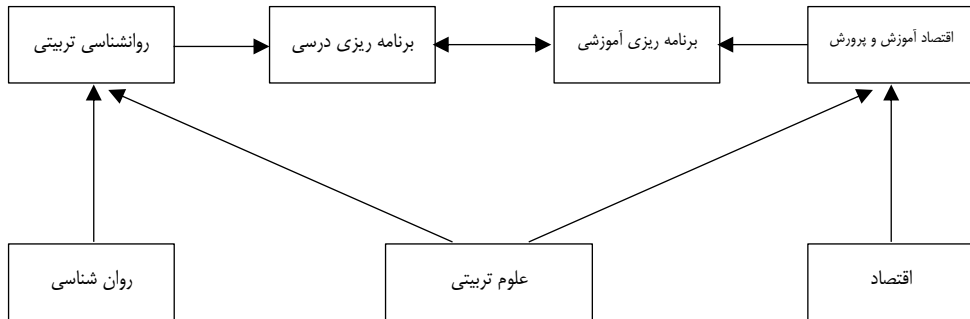 اقتصاد آموزش و پرورش
برنامه ریزی آموزشی
برنامه ریزی درسی
روانشناسی تربیتی
اقتصاد
علوم تربیتی
روان شناسی